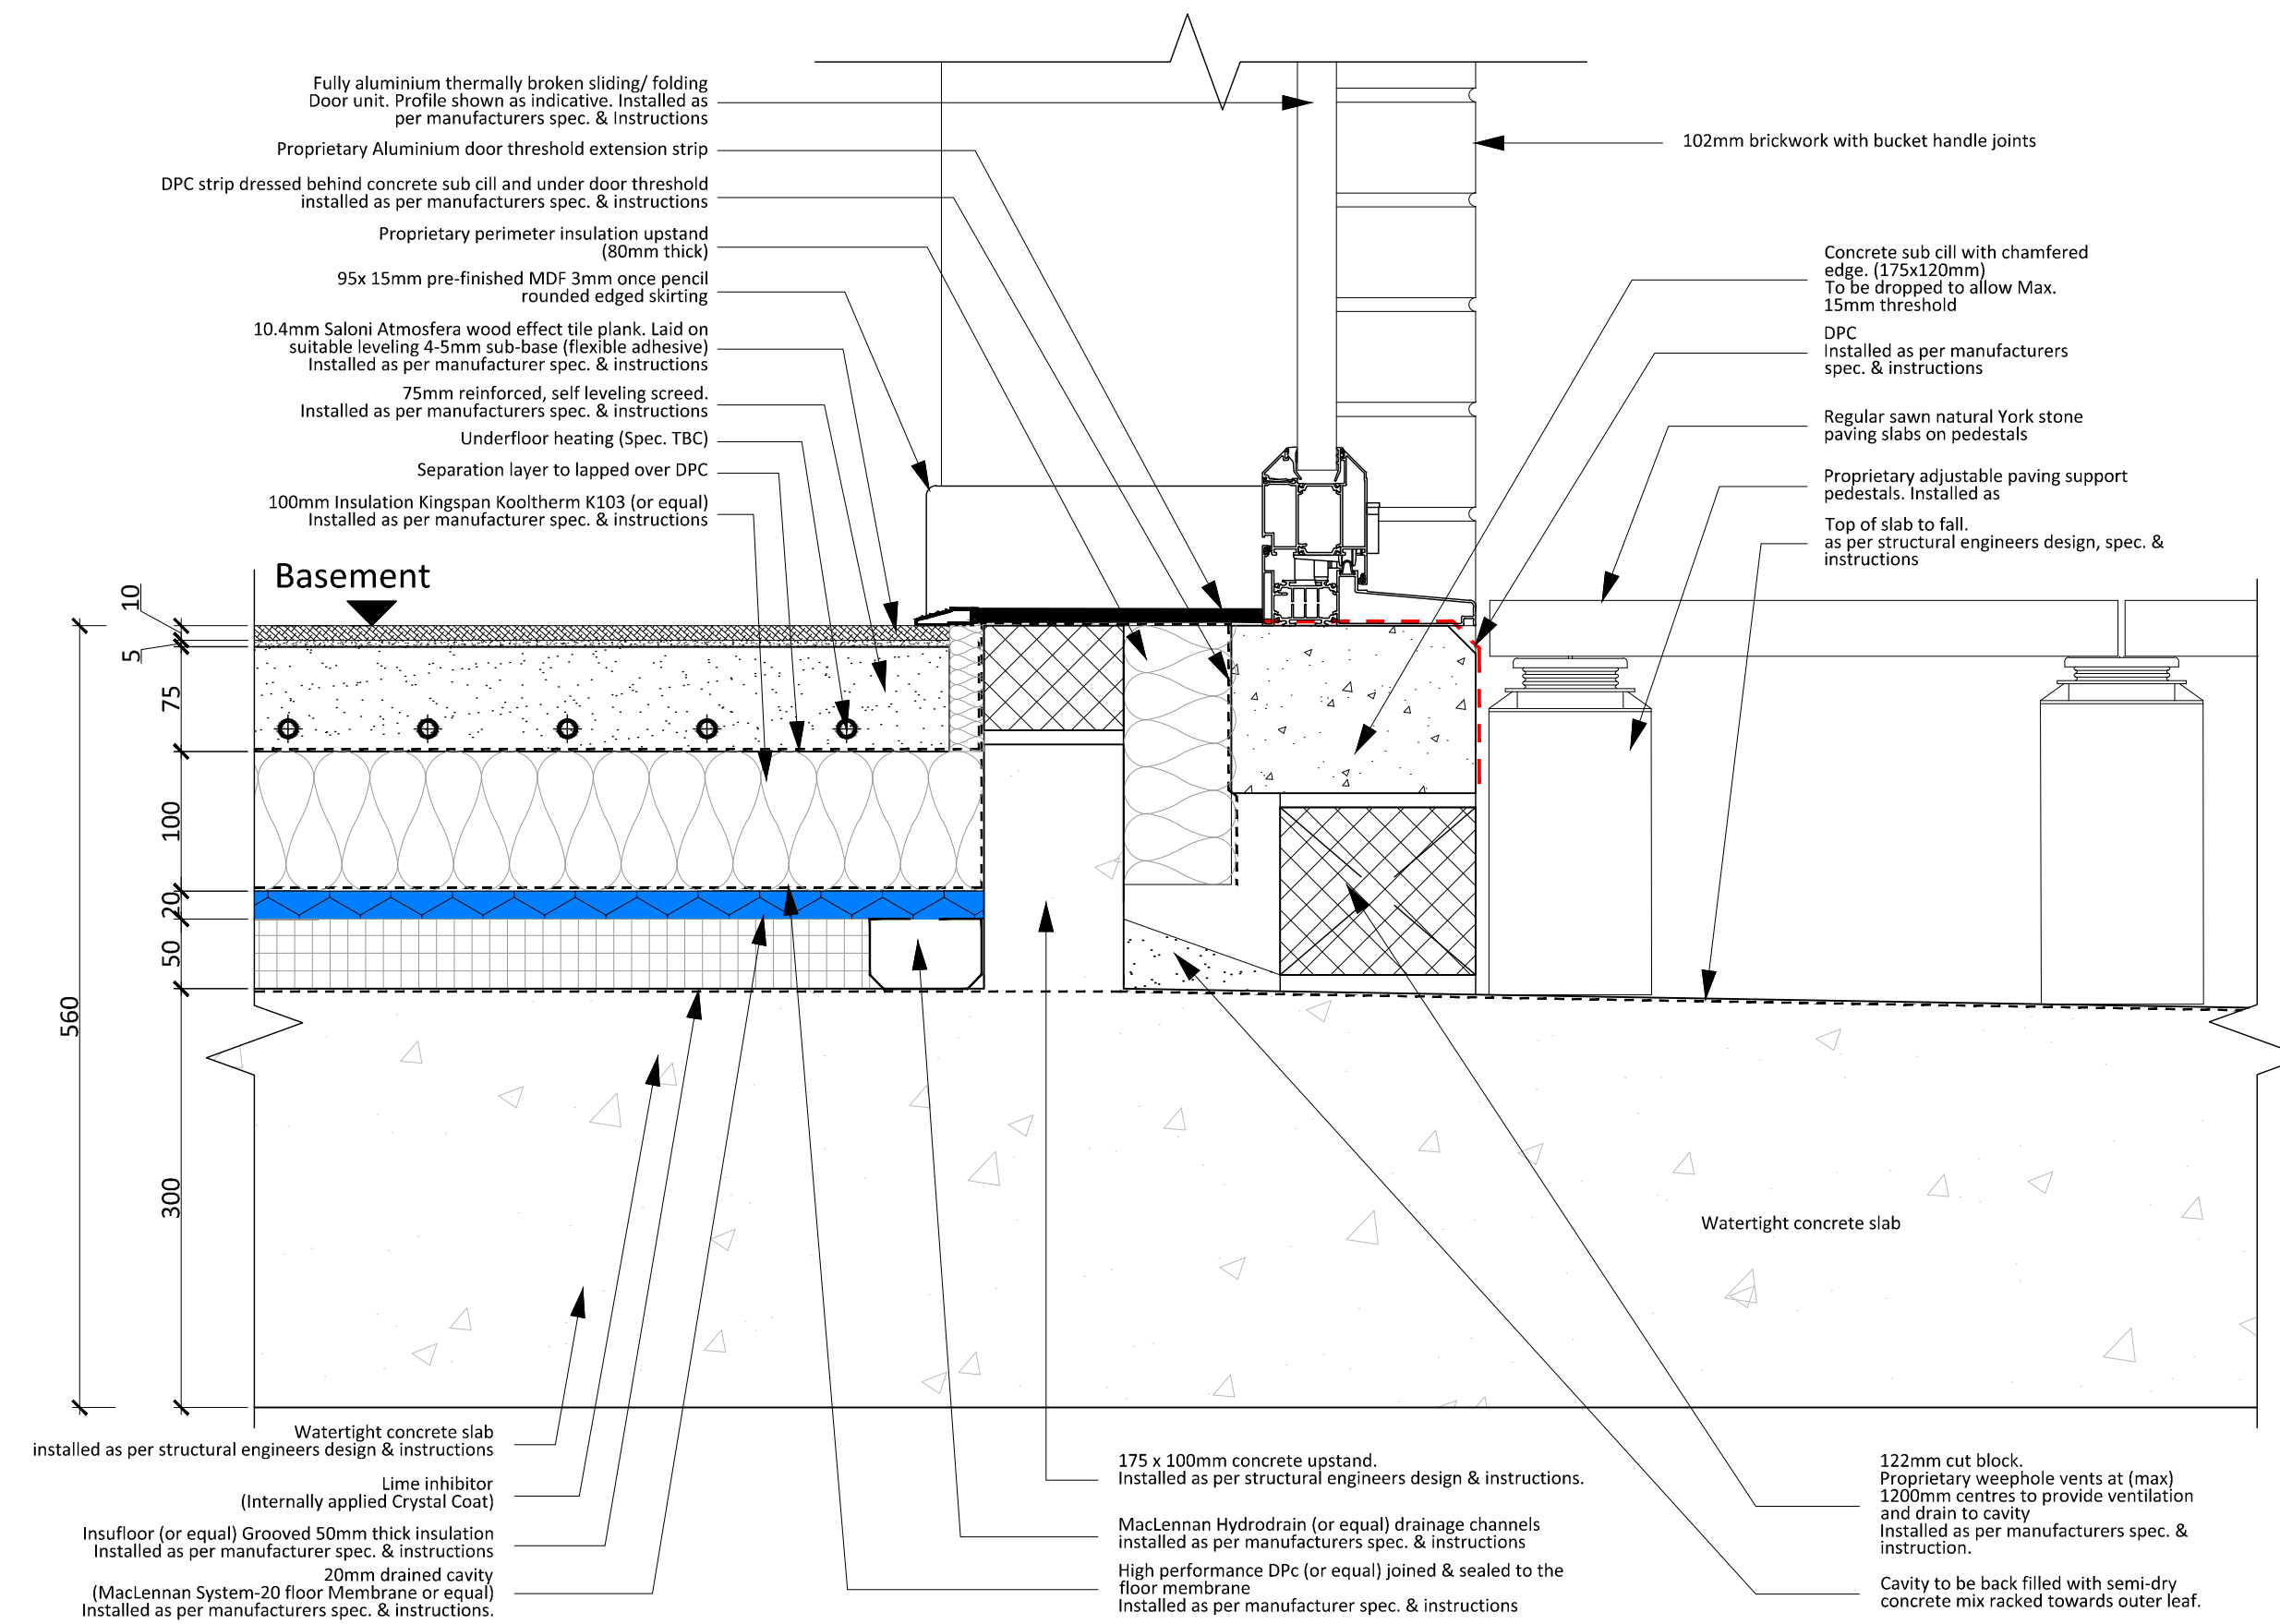 Fully aluminium thermally broken sliding/ folding
Door unit. Profile shown as indicative. Installed as
per manufacturers spec. & Instructions
Proprietary Aluminium door threshold extension strip
DPC strip dressed behind concrete sub cill and under door threshold
installed as per manufacturers spec. & instructions
Proprietary perimeter insulation upstand
(80mm thick)
95x 15mm pre-finished MDF 3mm once pencil
rounded edged skirting
10.4mm Saloni Atmosfera wood effect tile plank. Laid on
suitable leveling 4-5mm sub-base (flexible adhesive)
Installed as per manufacturer spec. & instructions
75mm reinforced, self leveling screed.
Installed as per manufacturers spec. & instructions
Underfloor heating (Spec. TBC)
Separation layer to lapped over DPC
100mm Insulation Kingspan Kooltherm K103 (or equal)
Installed as per manufacturer spec. & instructions
102mm brickwork with bucket handle joints
Concrete sub cill with chamfered
edge. (175x120mm)
To be dropped to allow Max.
15mm threshold
DPC
Installed as per manufacturers
spec. & instructions
Regular sawn natural York stone
paving slabs on pedestals
Proprietary adjustable paving support
pedestals. Installed as
Top of slab to fall.
as per structural engineers design, spec. &
instructions
Basement
10
5
75
100
20
50
560
300
Watertight concrete slab
Watertight concrete slab
installed as per structural engineers design & instructions
Lime inhibitor
(Internally applied Crystal Coat)
Insufloor (or equal) Grooved 50mm thick insulation
Installed as per manufacturer spec. & instructions
20mm drained cavity
(MacLennan System-20 floor Membrane or equal)
Installed as per manufacturers spec. & instructions.
175 x 100mm concrete upstand.
Installed as per structural engineers design & instructions.
MacLennan Hydrodrain (or equal) drainage channels
installed as per manufacturers spec. & instructions
High performance DPc (or equal) joined & sealed to the
floor membrane
Installed as per manufacturer spec. & instructions
122mm cut block.
Proprietary weephole vents at (max)
1200mm centres to provide ventilation
and drain to cavity
Installed as per manufacturers spec. &
instruction.
Cavity to be back filled with semi-dry
concrete mix racked towards outer leaf.